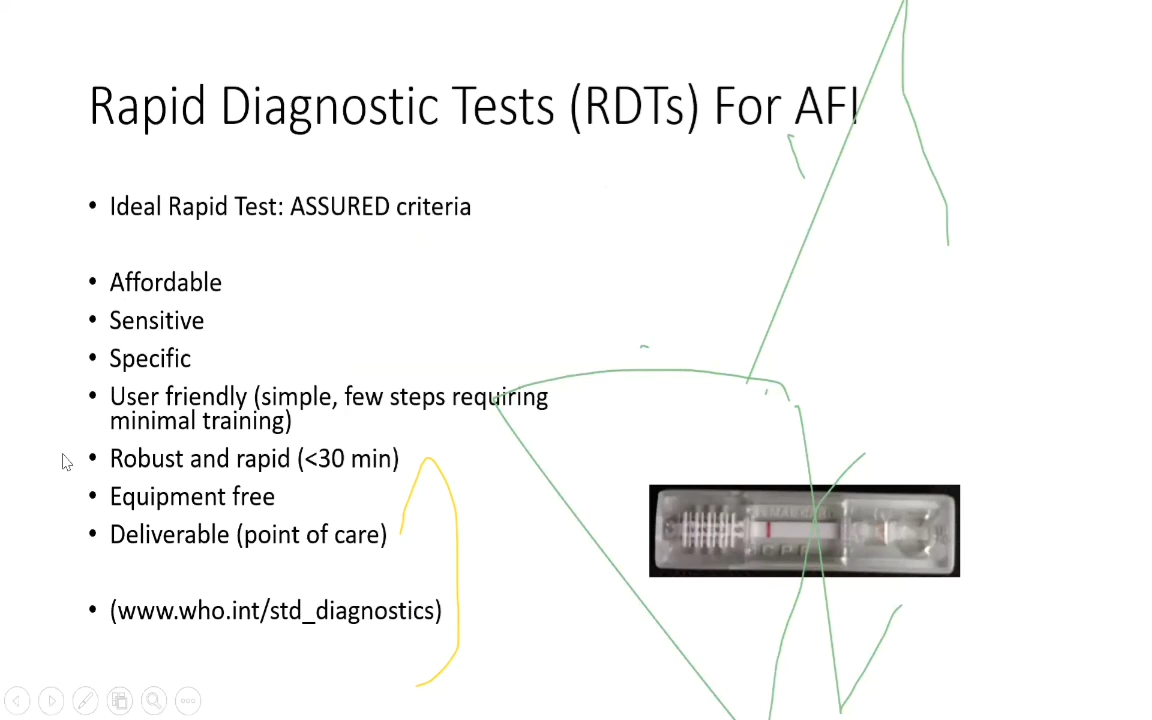 Rapid Diagnostic Tests (RDTs) For AFI
• Ideal Rapid Test: ASSURED criteria
• Affordable
• Sensitive
• Specific
• User friendly (simple, few steps requiring
minimal training)
• Robust and rapid (<30 min)
• Equipment free
• Deliverable (point of care)
• (www.who.int/std_diagnostics)
C P F